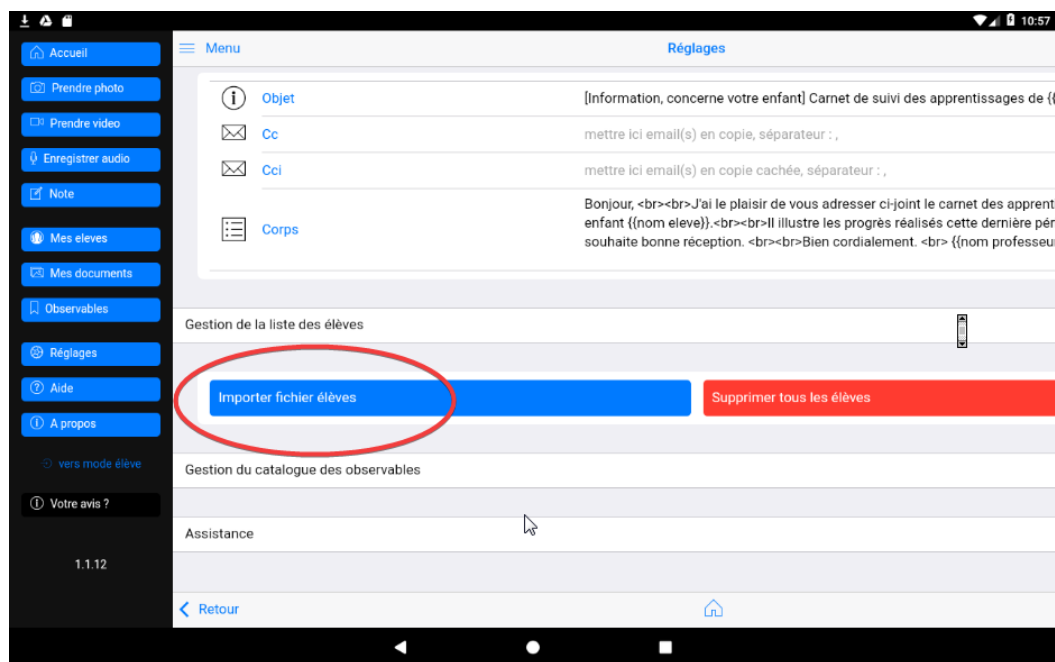 10:57
Accueil
Prendre photo
Prendre video
Enregistrer audio
Note
Mes eleves
Mes documents
Observables
Réglages
Aide
A propos
vers mode élève
Votre avis ?
1.1.12
Menu
Réglages
Objet
[Information, concerne votre enfant] Carnet de suivi des apprentissages de {{
Cc
mettre ici email(s) en copie, séparateur : ,
Cci
mettre ici email(s) en copie cachée, séparateur : ,
Corps
Bonjour, <br><br>J'ai le plaisir de vous adresser ci-joint le carnet des apprent
enfant {{nom eleve}}.<br><br>Il illustre les progrès réalisés cette dernière pér
souhaite bonne réception. <br><br>Bien cordialement. <br> {{nom professeur
Gestion de la liste des élèves
Importer fichier élèves
Supprimer tous les élèves
Gestion du catalogue des observables
Assistance
Retour